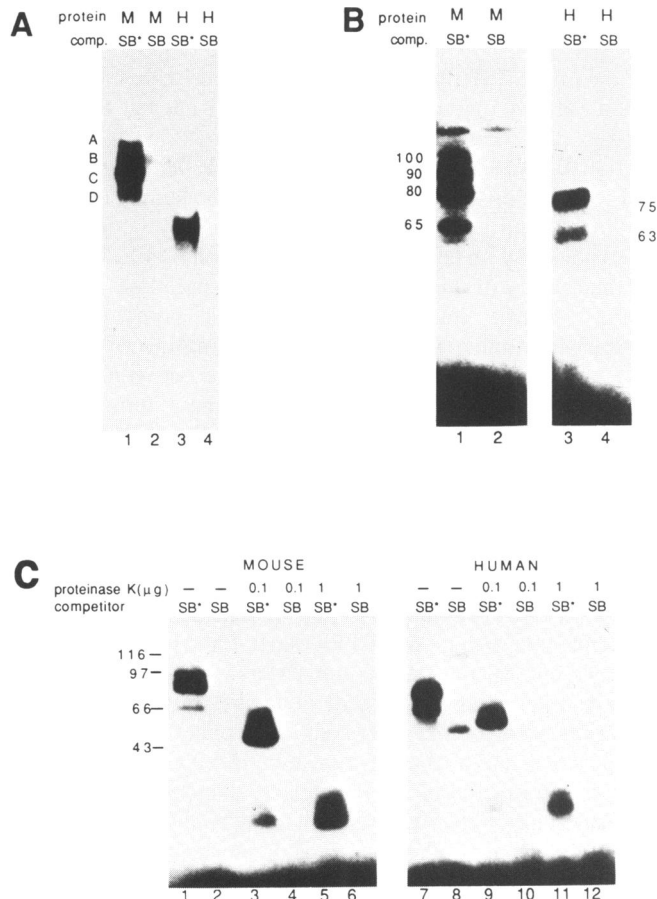 A
protein M M H H
comp. SB* SB SB* SB
A
B
C
D
1 2 3 4
B
protein M M H H
comp. SB* SB SB* SB
100
90
80
65
75
63
1 2 3 4
C
MOUSE HUMAN
proteinase K(μg) – – 0.1 0.1 1 1 – – 0.1 0.1 1 1
competitor SB* SB SB* SB SB* SB SB* SB SB* SB SB* SB
116 –
97 –
66 –
43 –
1 2 3 4 5 6 7 8 9 10 11 12